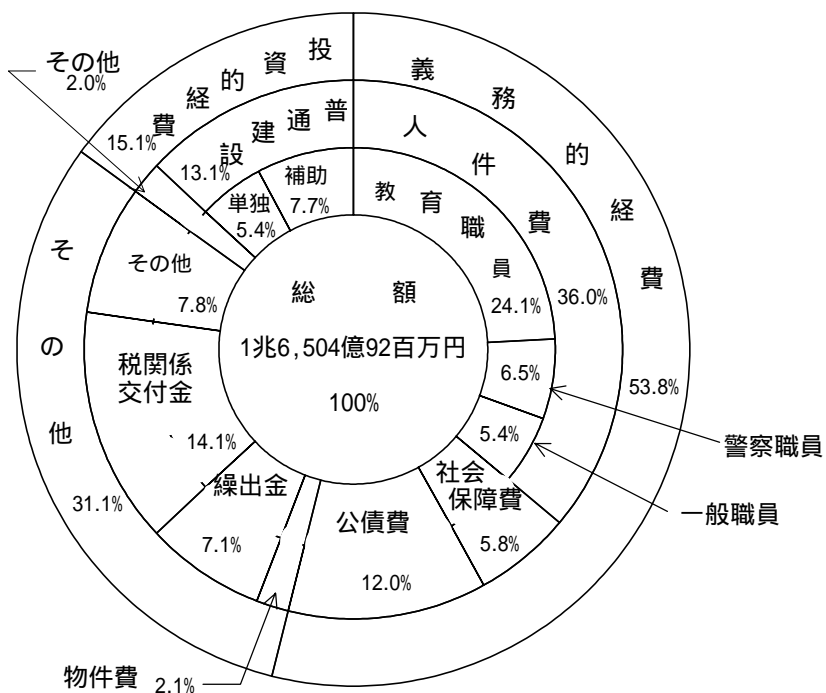 総額
1兆6,504億92百万円
100%
義務的経費
53.8%
人件費
36.0%
教育職員
24.1%
6.5%
警察職員
5.4%
一般職員
社会
保障費
5.8%
公債費
12.0%
物件費 2.1%
繰出金
7.1%
税関係
交付金
14.1%
その他
7.8%
その他
31.1%
その他
2.0%
投資的経費
15.1%
普通建設
13.1%
単独
5.4%
補助
7.7%